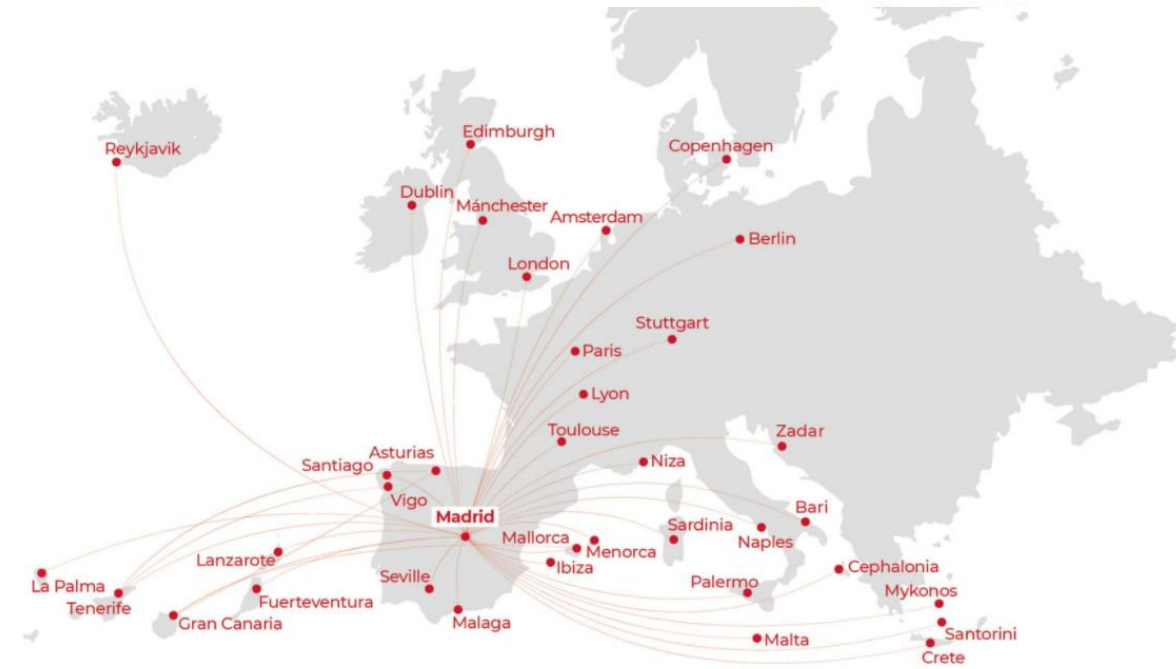 Reykjavik
Edimburgh
Copenhagen
Dublin
Mánchester
Amsterdam
Berlin
London
Stuttgart
Paris
Lyon
Toulouse
Zadar
Asturias
Santiago
Niza
Vigo
Madrid
Bari
Sardinia
Naples
Mallorca
Menorca
Lanzarote
Ibiza
Cephalonia
La Palma
Seville
Palermo
Mykonos
Tenerife
Fuerteventura
Gran Canaria
Malaga
Santorini
Malta
Crete